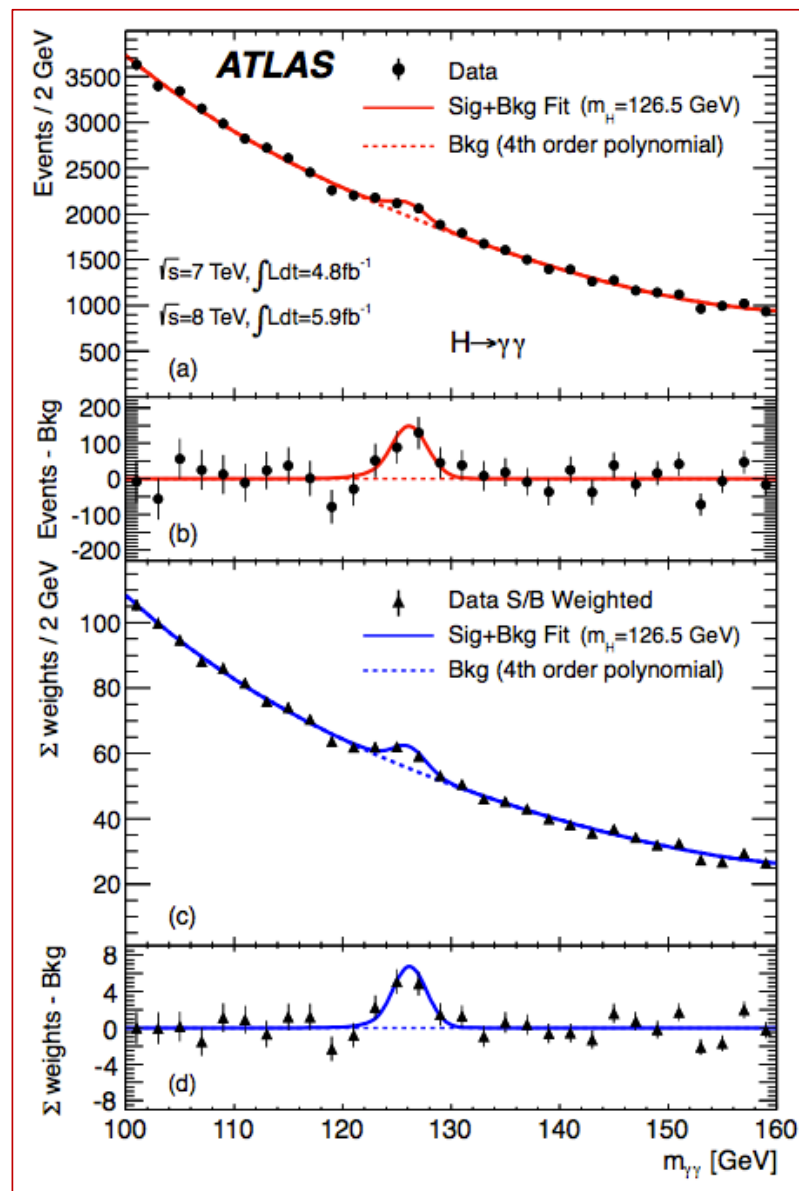 ATLAS
Data
Sig+Bkg Fit (mH=126.5 GeV)
Bkg (4th order polynomial)
√s=7 TeV, ∫Ldt=4.8fb-1
√s=8 TeV, ∫Ldt=5.9fb-1
H→γγ
(a)
Events / 2 GeV
3500
3000
2500
2000
1500
1000
500
Events - Bkg
200
100
0
-100
-200
(b)
Σ weights / 2 GeV
100
80
60
40
20
Data S/B Weighted
Sig+Bkg Fit (mH=126.5 GeV)
Bkg (4th order polynomial)
(c)
Σ weights - Bkg
8
4
0
-4
-8
(d)
100 110 120 130 140 150 160
mγγ [GeV]